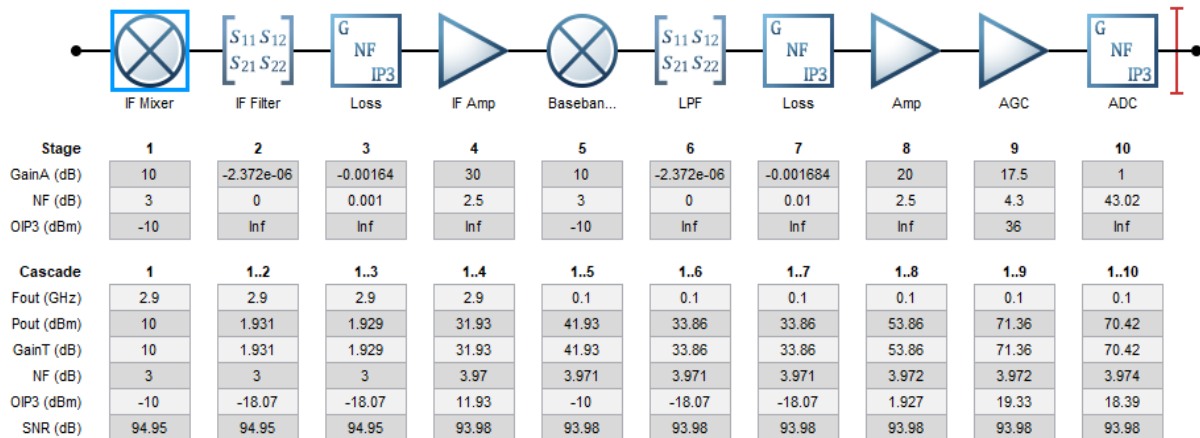 S11 S12 G S11 S12 G G
S21 S22 NF S21 S22 NF NF
IP3 IP3 IP3
IF Mixer IF Filter Loss IF Amp Baseban... LPF Loss Amp AGC ADC
Stage 1 2 3 4 5 6 7 8 9 10
GainA (dB) 10 -2.372e-06 -0.00164 30 10 -2.372e-06 -0.001684 20 17.5 1
NF (dB) 3 0 0.001 2.5 3 0 0.01 2.5 4.3 43.02
OIP3 (dBm) -10 Inf Inf Inf -10 Inf Inf Inf 36 Inf
Cascade 1 1..2 1..3 1..4 1..5 1..6 1..7 1..8 1..9 1..10
Fout (GHz) 2.9 2.9 2.9 2.9 0.1 0.1 0.1 0.1 0.1 0.1
Pout (dBm) 10 1.931 1.929 31.93 41.93 33.86 33.86 53.86 71.36 70.42
GainT (dB) 10 1.931 1.929 31.93 41.93 33.86 33.86 53.86 71.36 70.42
NF (dB) 3 3 3 3.97 3.971 3.971 3.971 3.972 3.972 3.974
OIP3 (dBm) -10 -18.07 -18.07 11.93 -10 -18.07 -18.07 1.927 19.33 18.39
SNR (dB) 94.95 94.95 94.95 93.98 93.98 93.98 93.98 93.98 93.98 93.98